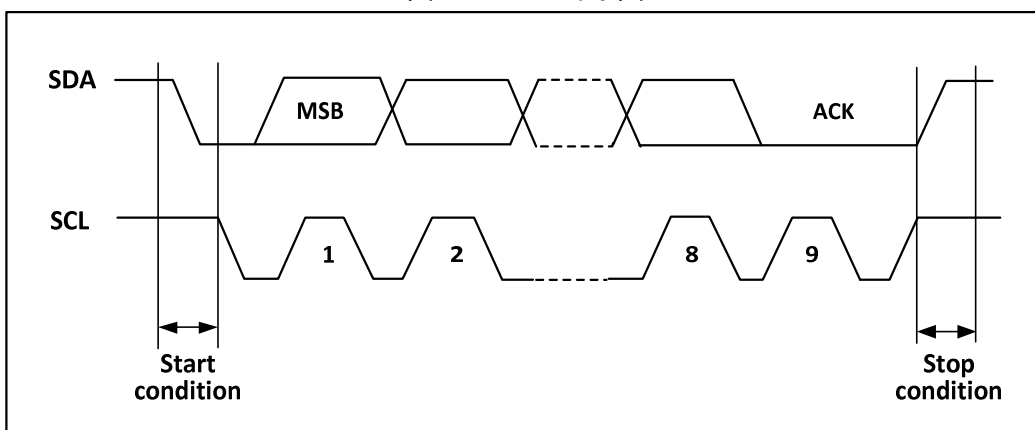 SDA
MSB
ACK
SCL
1
2
8
9
Start
condition
Stop
condition